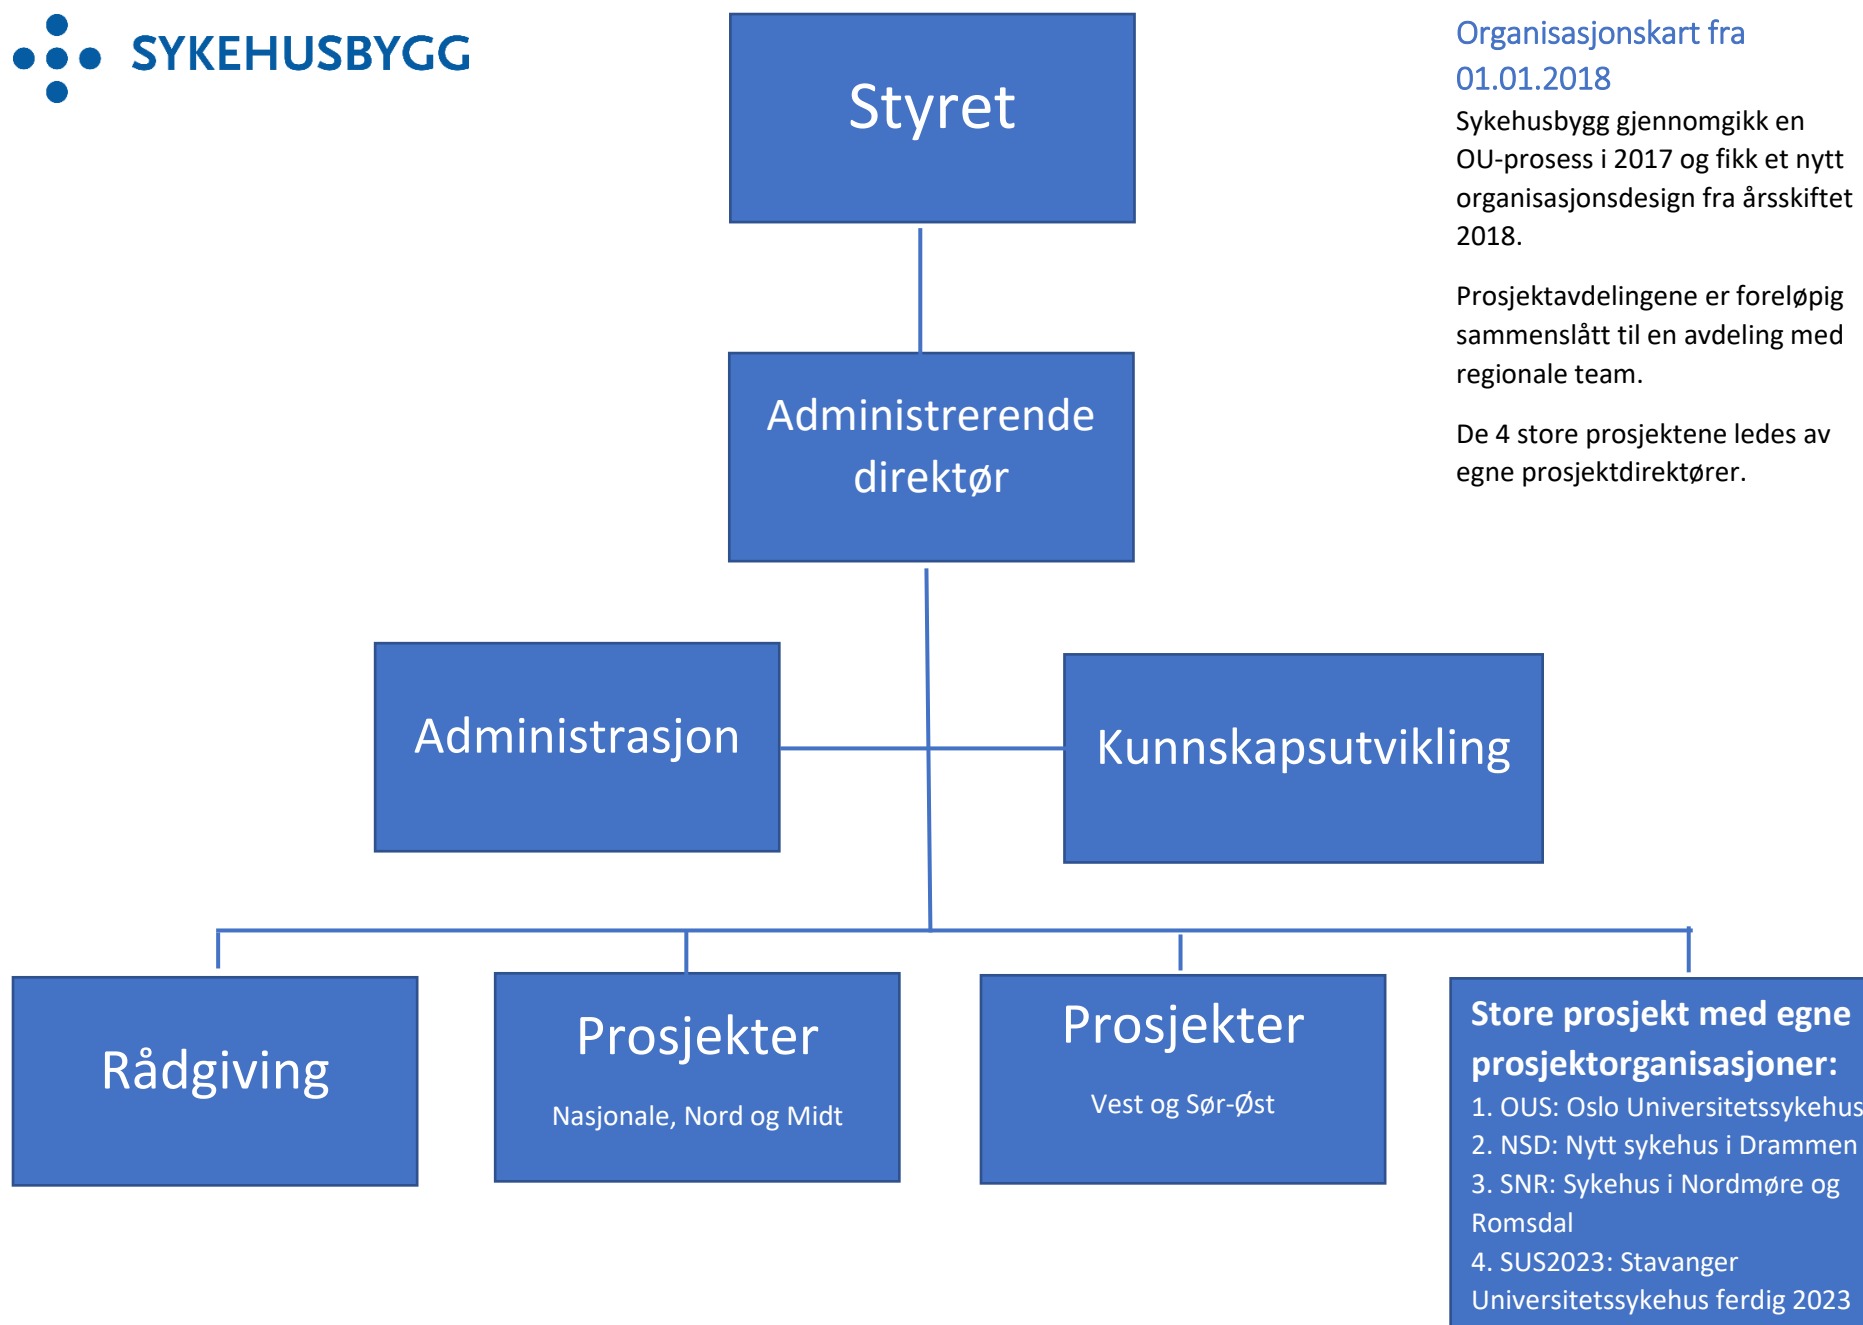 SYKEHUSBYGG
Styret
Organisasjonskart fra
01.01.2018
Sykehusbygg gjennomgikk en
OU-prosess i 2017 og fikk et nytt
organisasjonsdesign fra årsskiftet
2018.
Prosjektavdelingene er foreløpig
sammenslått til en avdeling med
regionale team.
De 4 store prosjektene ledes av
egne prosjektdirektører.
Administrerende
direktør
Administrasjon
Kunnskapsutvikling
Rådgiving
Prosjekter
Nasjonale, Nord og Midt
Prosjekter
Vest og Sør-Øst
Store prosjekt med egne
prosjektorganisasjoner:
1. OUS: Oslo Universitetssykehus
2. NSD: Nytt sykehus i Drammen
3. SNR: Sykehus i Nordmøre og
Romsdal
4. SUS2023: Stavanger
Universitetssykehus ferdig 2023